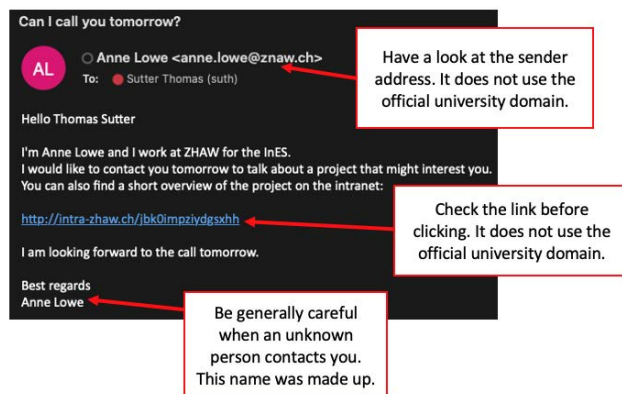 Can I call you tomorrow?
AL
Anne Lowe <anne.lowe@znaw.ch>
To: Sutter Thomas (suth)
Have a look at the sender
address. It does not use the
official university domain.
Hello Thomas Sutter
I'm Anne Lowe and I work at ZHAW for the InES.
I would like to contact you tomorrow to talk about a project that might interest you.
You can also find a short overview of the project on the intranet:
http://intra-zhaw.ch/jbk0impziydgsxhh
Check the link before
clicking. It does not use the
official university domain.
I am looking forward to the call tomorrow.
Best regards
Anne Lowe
Be generally careful
when an unknown
person contacts you.
This name was made up.